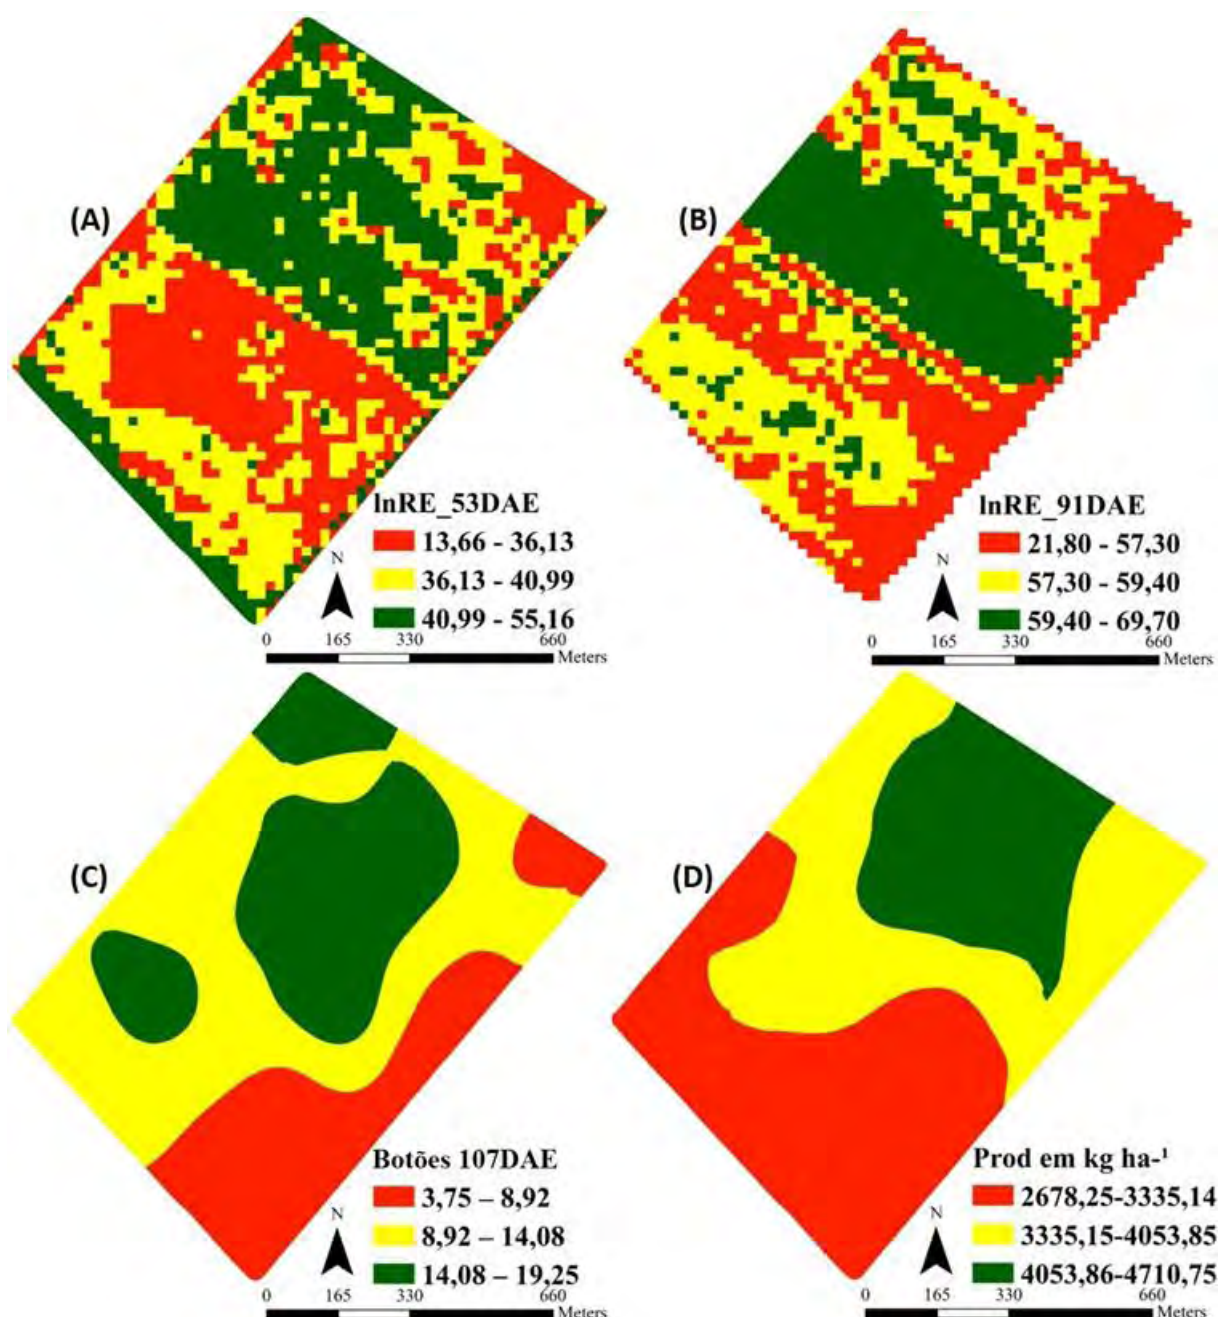 (A)
(B)
lnRE_53DAE
13,66 - 36,13
36,13 - 40,99
40,99 - 55,16
N
0 165 330 660
Meters
lnRE_91DAE
21,80 - 57,30
57,30 - 59,40
59,40 - 69,70
N
0 165 330 660
Meters
(C)
(D)
Botões 107DAE
3,75 – 8,92
8,92 – 14,08
14,08 – 19,25
N
0 165 330 660
Meters
Prod em kg ha-¹
2678,25-3335,14
3335,15-4053,85
4053,86-4710,75
N
0 165 330 660
Meters